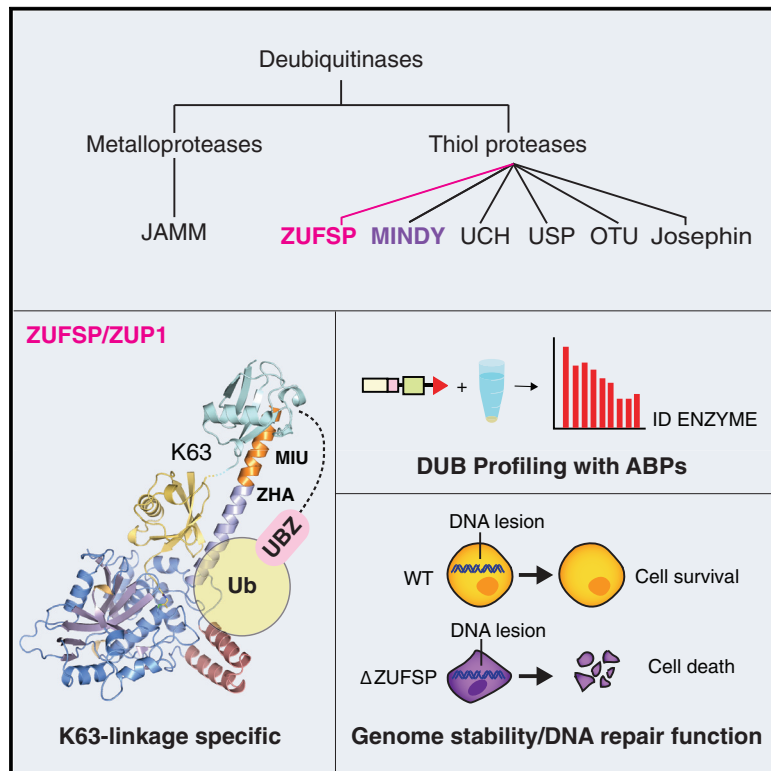 Deubiquitinases
Metalloproteases
Thiol proteases
JAMM
ZUFSP MINDY UCH USP OTU Josephin
ZUFSP/ZUP1
K63
MIU
ZHA
UBZ
Ub
K63-linkage specific
+
ID ENZYME
DUB Profiling with ABPs
DNA lesion
WT
Cell survival
DNA lesion
ΔZUFSP
Cell death
Genome stability/DNA repair function